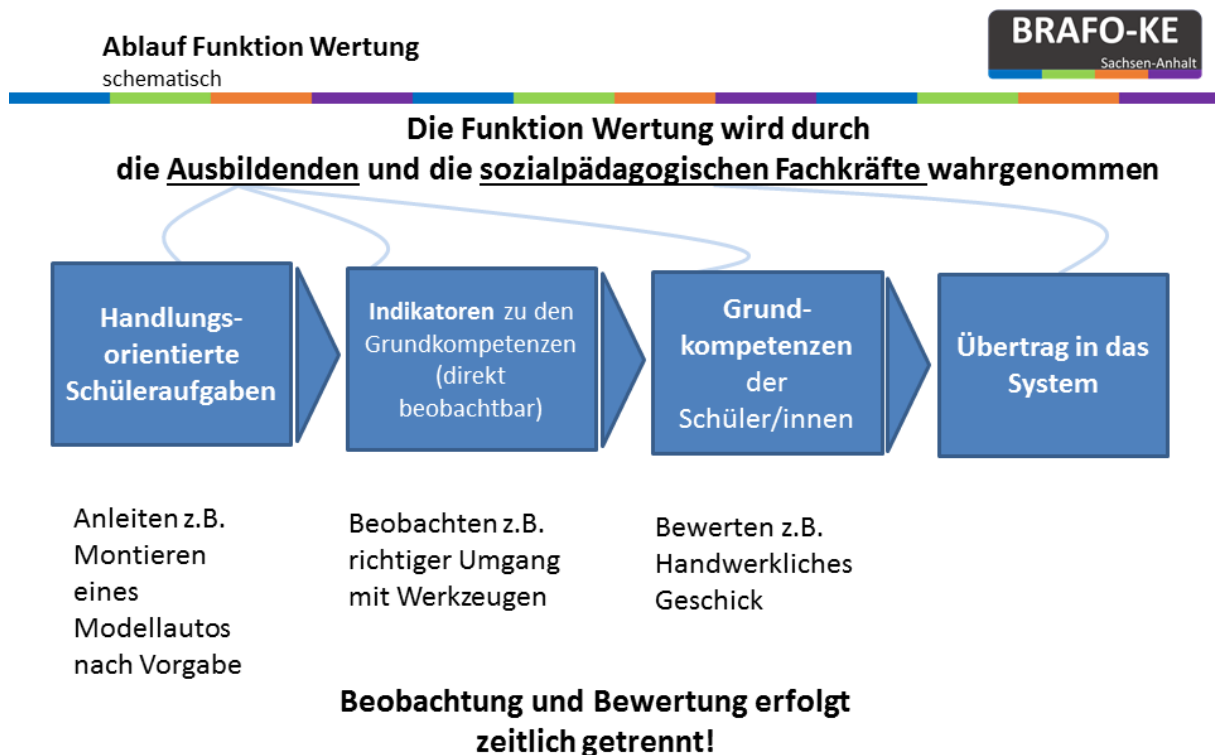 Ablauf Funktion Wertung
schematisch
BRAFO-KE
Sachsen-Anhalt
Die Funktion Wertung wird durch
die Ausbildenden und die sozialpädagogischen Fachkräfte wahrgenommen
Handlungs-
orientierte
Schüleraufgaben
Indikatoren zu den
Grundkompetenzen
(direkt
beobachtbar)
Grund-
kompetenzen
der
Schüler/innen
Übertrag in das
System
Anleiten z.B.
Montieren
eines
Modellautos
nach Vorgabe
Beobachten z.B.
richtiger Umgang
mit Werkzeugen
Bewerten z.B.
Handwerkliches
Geschick
Beobachtung und Bewertung erfolgt
zeitlich getrennt!